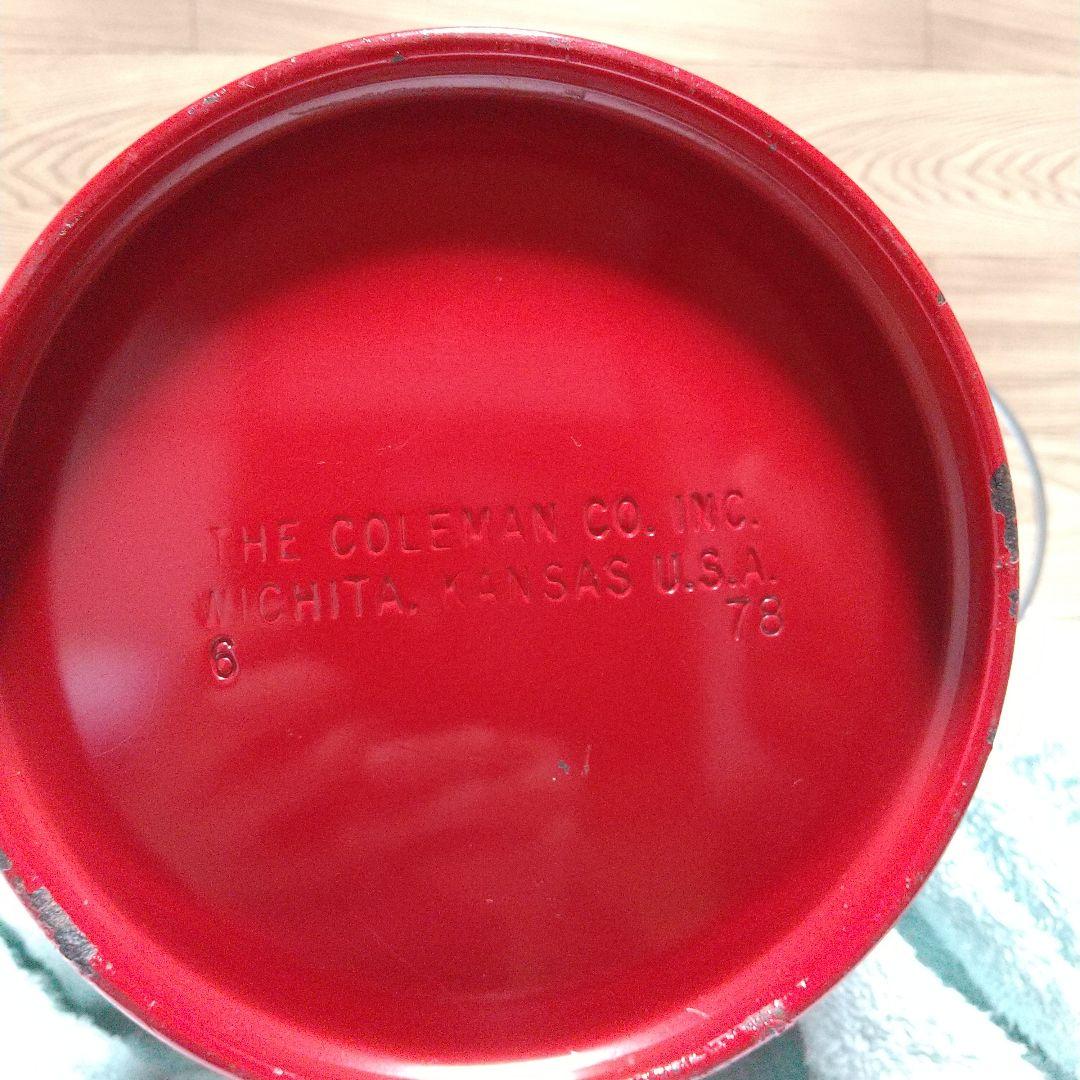 THE COLEMAN CO. INC.
WICHITA, KANSAS U.S.A.
6 78